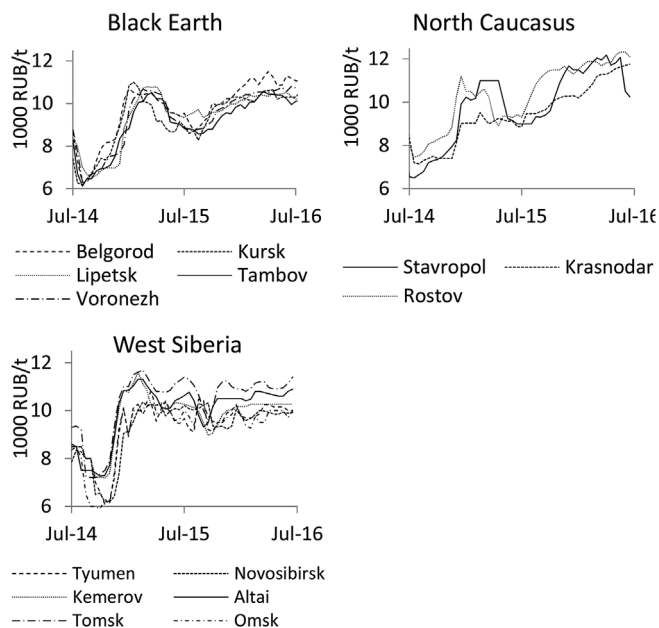 Black Earth
1000 RUB/t
12
10
8
6
Jul-14 Jul-15 Jul-16
Belgorod Kursk
Lipetsk Tambov
Voronezh
North Caucasus
1000 RUB/t
12
10
8
6
Jul-14 Jul-15 Jul-16
Stavropol Krasnodar
Rostov
West Siberia
1000 RUB/t
12
10
8
6
Jul-14 Jul-15 Jul-16
Tyumen Novosibirsk
Kemerov Altai
Tomsk Omsk